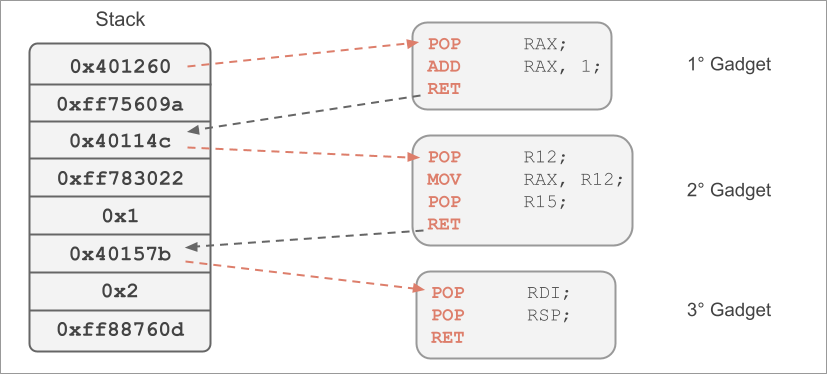 Stack
0x401260
0xff75609a
0x40114c
0xff783022
0x1
0x40157b
0x2
0xff88760d
POP RAX;
ADD RAX, 1;
RET
1° Gadget
POP R12;
MOV RAX, R12;
POP R15;
RET
2° Gadget
POP RDI;
POP RSP;
RET
3° Gadget